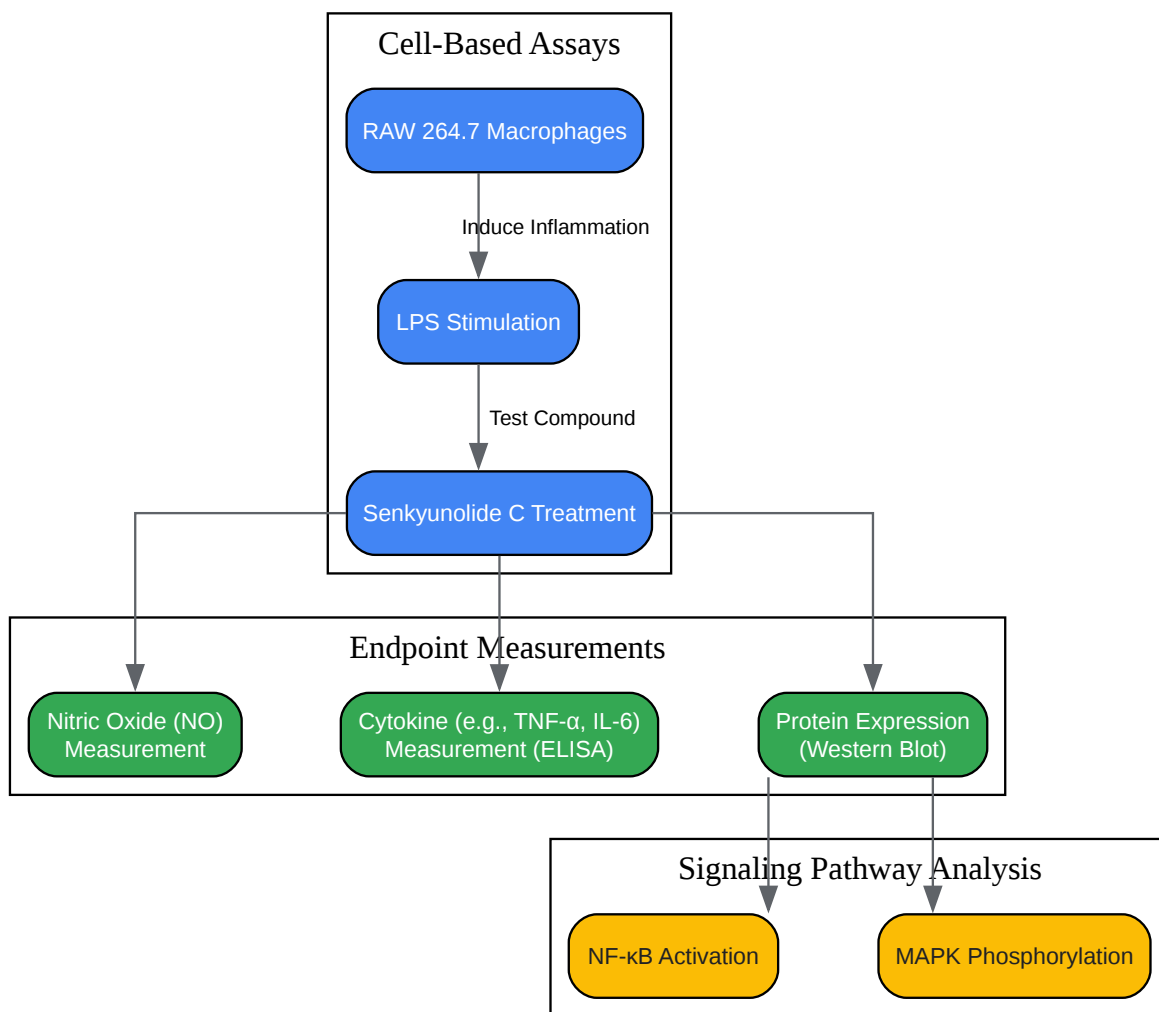 Cell-Based Assays
RAW 264.7 Macrophages
Induce Inflammation
LPS Stimulation
Test Compound
Senkyunolide C Treatment
Endpoint Measurements
Nitric Oxide (NO)
Measurement
Cytokine (e.g., TNF-α, IL-6)
Measurement (ELISA)
Protein Expression
(Western Blot)
Signaling Pathway Analysis
NF-κB Activation
MAPK Phosphorylation